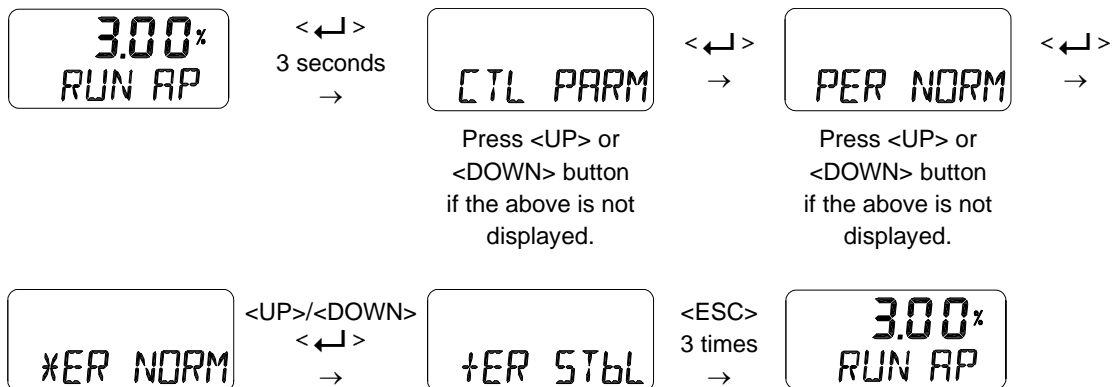 3.00%
RUN AP
< ↵ >
3 seconds
→
CTL PARM
< ↵ >
→
PER NORM
< ↵ >
→
Press <UP> or
<DOWN> button
if the above is not
displayed.
Press <UP> or
<DOWN> button
if the above is not
displayed.
*ER NORM
<UP>/<DOWN>
< ↵ >
→
+ER STbL
<ESC>
3 times
→
3.00%
RUN AP